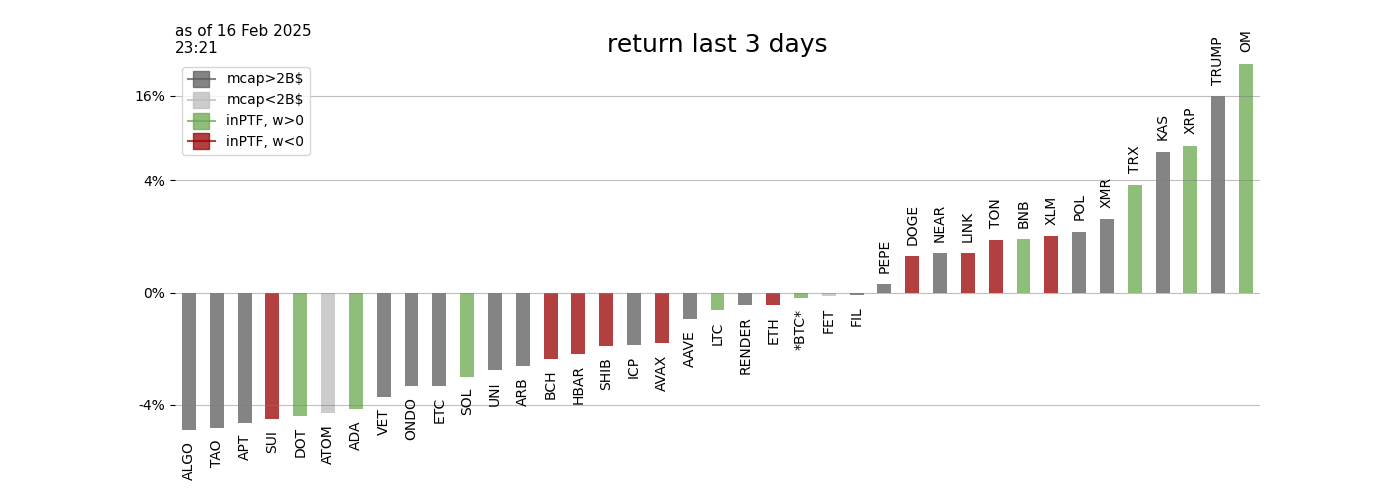 as of 16 Feb 2025
23:21
return last 3 days
mcap>2B$
mcap<2B$
inPTF, w>0
inPTF, w<0
16%
4%
0%
-4%
ALGO
TAO
APT
SUI
DOT
ATOM
ADA
VET
ONDO
ETC
SOL
UNI
ARB
BCH
HBAR
SHIB
ICP
AVAX
AAVE
LTC
RENDER
ETH
*BTC*
FET
FIL
PEPE
DOGE
NEAR
LINK
TON
BNB
XLM
POL
XMR
TRX
KAS
XRP
TRUMP
OM